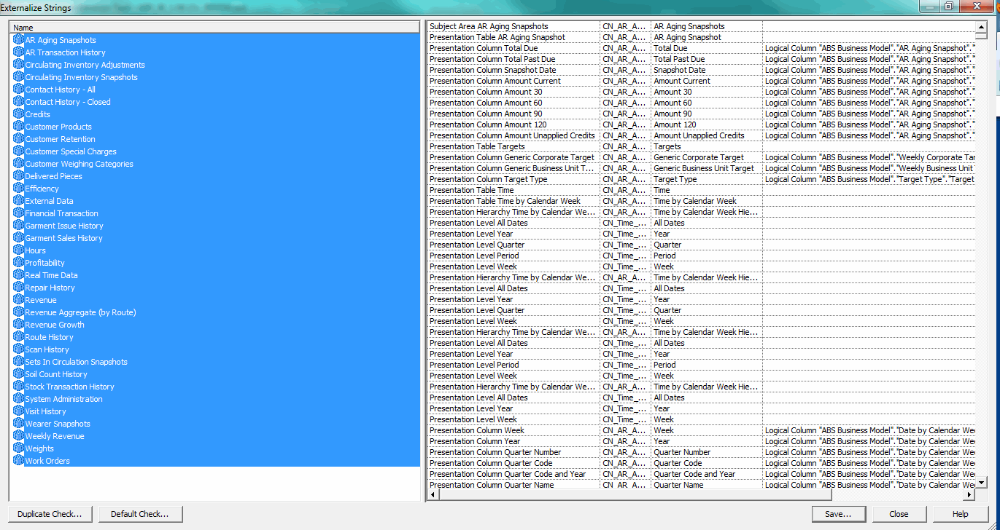 Externalize Strings
Name
AR Aging Snapshots
AR Transaction History
Circulating Inventory Adjustments
Circulating Inventory Snapshots
Contact History - All
Contact History - Closed
Credits
Customer Products
Customer Retention
Customer Special Charges
Customer Weighing Categories
Delivered Pieces
Efficiency
External Data
Financial Transaction
Garment Issue History
Garment Sales History
Hours
Profitability
Real Time Data
Repair History
Revenue
Revenue Aggregate (by Route)
Revenue Growth
Route History
Scan History
Sets In Circulation Snapshots
Soil Count History
Stock Transaction History
System Administration
Visit History
Wearer Snapshots
Weekly Revenue
Weights
Work Orders
Subject Area AR Aging Snapshots CN_AR_A... AR Aging Snapshots
Presentation Table AR Aging Snapshot CN_AR_A... AR Aging Snapshot
Presentation Column Total Due CN_AR_A... Total Due Logical Column "ABS Business Model"."AR Aging Snapshot"."
Presentation Column Total Past Due CN_AR_A... Total Past Due Logical Column "ABS Business Model"."AR Aging Snapshot"."
Presentation Column Snapshot Date CN_AR_A... Snapshot Date Logical Column "ABS Business Model"."AR Aging Snapshot"."
Presentation Column Amount Current CN_AR_A... Amount Current Logical Column "ABS Business Model"."AR Aging Snapshot"."
Presentation Column Amount 30 CN_AR_A... Amount 30 Logical Column "ABS Business Model"."AR Aging Snapshot"."
Presentation Column Amount 60 CN_AR_A... Amount 60 Logical Column "ABS Business Model"."AR Aging Snapshot"."
Presentation Column Amount 90 CN_AR_A... Amount 90 Logical Column "ABS Business Model"."AR Aging Snapshot"."
Presentation Column Amount 120 CN_AR_A... Amount 120 Logical Column "ABS Business Model"."AR Aging Snapshot"."
Presentation Column Amount Unapplied Credits CN_AR_A... Amount Unapplied Credits Logical Column "ABS Business Model"."AR Aging Snapshot"."
Presentation Table Targets CN_AR_A... Targets
Presentation Column Generic Corporate Target CN_AR_A... Generic Corporate Target Logical Column "ABS Business Model"."Weekly Corporate Tar
Presentation Column Generic Business Unit T... CN_AR_A... Generic Business Unit Target Logical Column "ABS Business Model"."Weekly Business Unit
Presentation Column Target Type CN_AR_A... Target Type Logical Column "ABS Business Model"."Target Type"."Target
Presentation Table Time CN_AR_A... Time
Presentation Table Time by Calendar Week CN_AR_A... Time by Calendar Week
Presentation Hierarchy Time by Calendar We... CN_AR_A... Time by Calendar Week Hie...
Presentation Level All Dates CN_Time_... All Dates
Presentation Level Year CN_Time_... Year
Presentation Level Quarter CN_Time_... Quarter
Presentation Level Period CN_Time_... Period
Presentation Level Week CN_Time_... Week
Presentation Hierarchy Time by Calendar We... CN_AR_A... Time by Calendar Week Hie...
Presentation Level All Dates CN_Time_... All Dates
Presentation Level Year CN_Time_... Year
Presentation Level Quarter CN_Time_... Quarter
Presentation Level Week CN_Time_... Week
Presentation Hierarchy Time by Calendar We... CN_AR_A... Time by Calendar Week Hie...
Presentation Level All Dates CN_Time_... All Dates
Presentation Level Year CN_Time_... Year
Presentation Level Period CN_Time_... Period
Presentation Level Week CN_Time_... Week
Presentation Hierarchy Time by Calendar We... CN_AR_A... Time by Calendar Week Hie...
Presentation Level All Dates CN_Time_... All Dates
Presentation Level Year CN_Time_... Year
Presentation Level Week CN_Time_... Week
Presentation Column Week CN_AR_A... Week Logical Column "ABS Business Model"."Date by Calendar Wee
Presentation Column Year CN_AR_A... Year Logical Column "ABS Business Model"."Date by Calendar Wee
Presentation Column Quarter Number CN_AR_A... Quarter Number Logical Column "ABS Business Model"."Date by Calendar Wee
Presentation Column Quarter Code CN_AR_A... Quarter Code Logical Column "ABS Business Model"."Date by Calendar Wee
Presentation Column Quarter Code and Year CN_AR_A... Quarter Code and Year Logical Column "ABS Business Model"."Date by Calendar Wee
Presentation Column Quarter Name CN_AR_A... Quarter Name Logical Column "ABS Business Model"."Date by Calendar Wee
Duplicate Check... Default Check... Save... Close Help